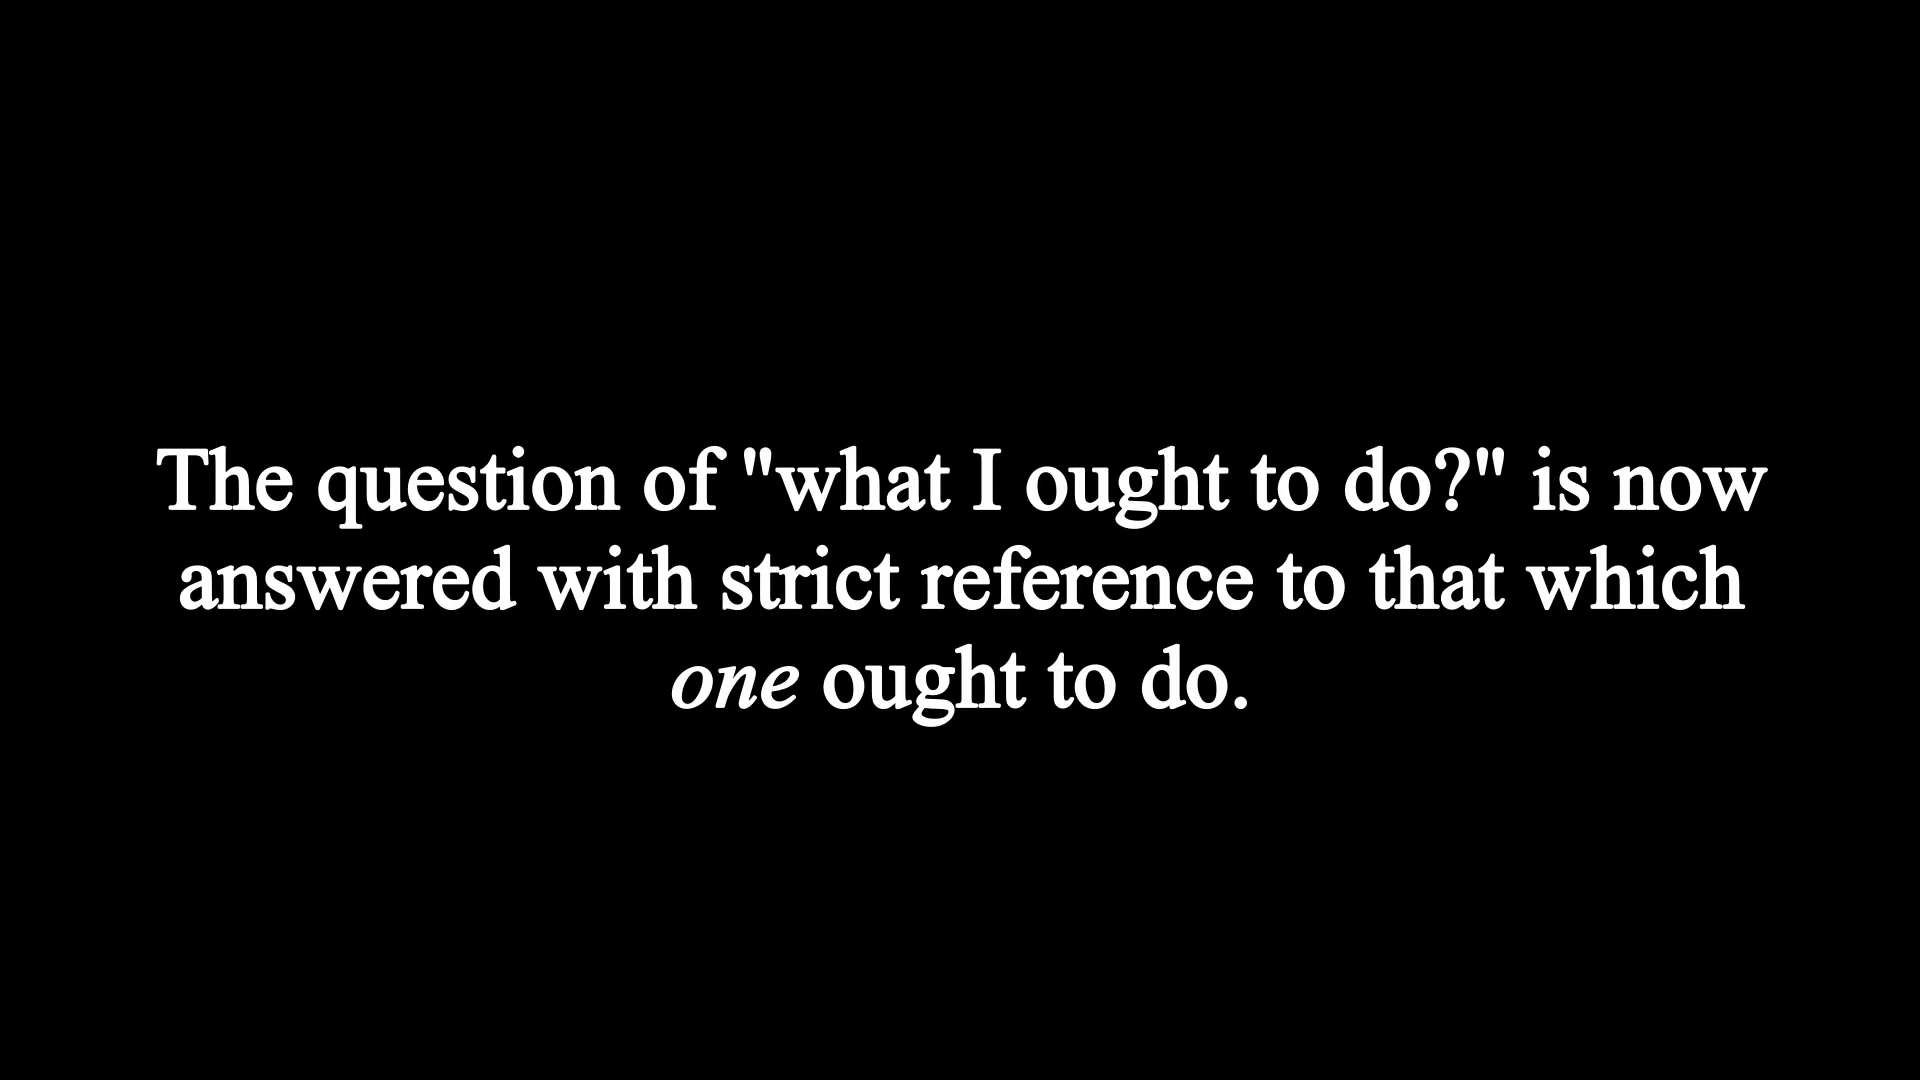 The question of "what I ought to do?" is now
answered with strict reference to that which
one ought to do.